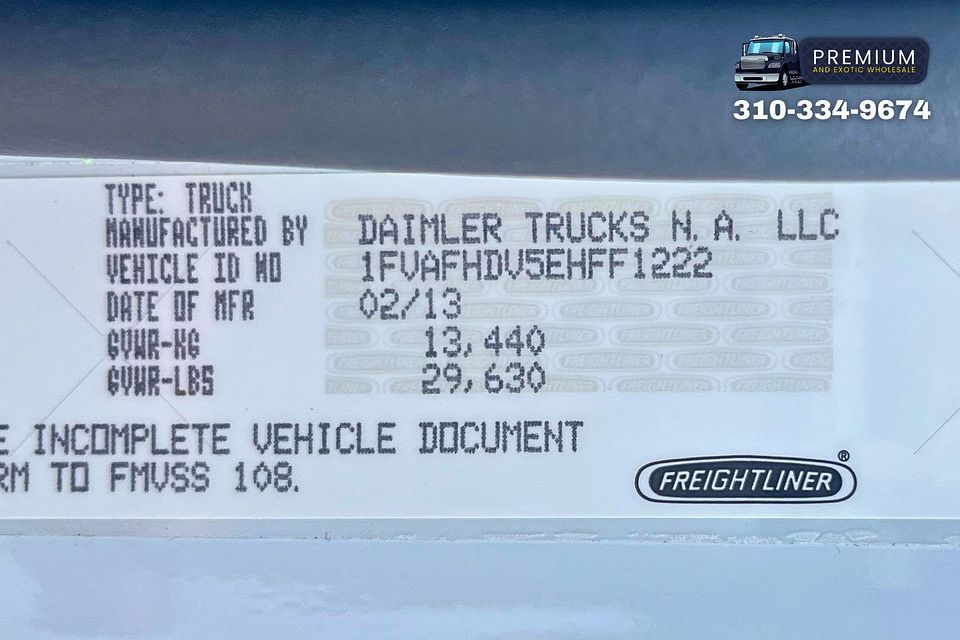 PREMIUM
AND EXOTIC WHOLESALE
310-334-9674
TYPE: TRUCK
MANUFACTURED BY DAIMLER TRUCKS N.A. LLC
VEHICLE ID NO 1FVAFHDV5EHFF1222
DATE OF MFR 02/13
GVWR-KG 13,440
GVWR-LBS 29,630
E INCOMPLETE VEHICLE DOCUMENT
RM TO FMVSS 108.
FREIGHTLINER®